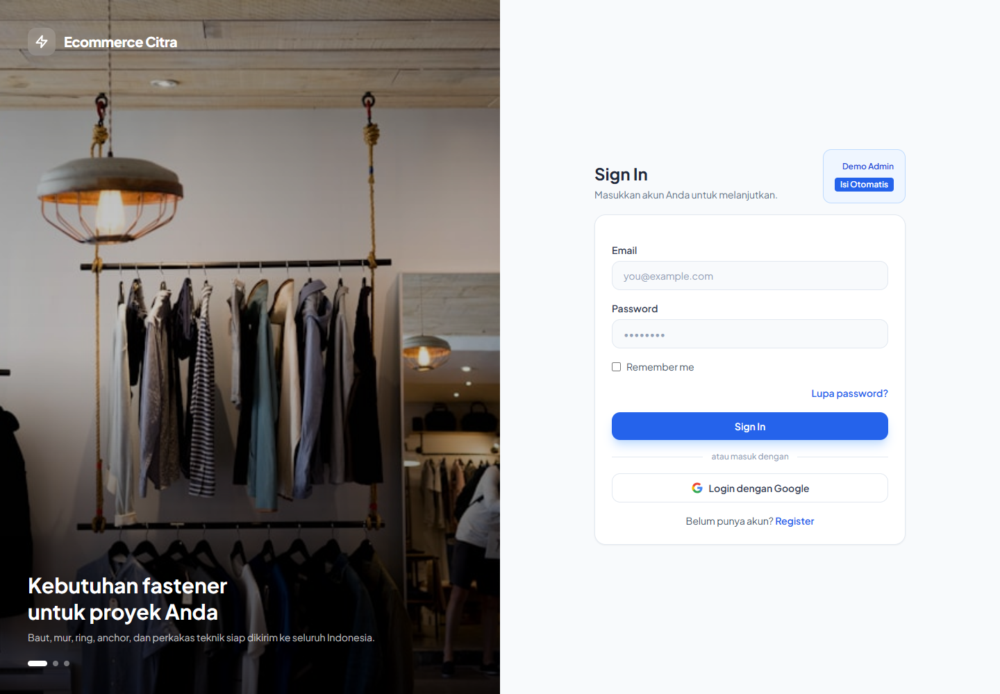 Ecommerce Citra
Kebutuhan fastener
untuk proyek Anda
Baut, mur, ring, anchor, dan perkakas teknik siap dikirim ke seluruh Indonesia.
Sign In
Masukkan akun Anda untuk melanjutkan.
Demo Admin
Isi Otomatis
Email
you@example.com
Password
••••••••
Remember me
Lupa password?
Sign In
atau masuk dengan
Login dengan Google
Belum punya akun? Register